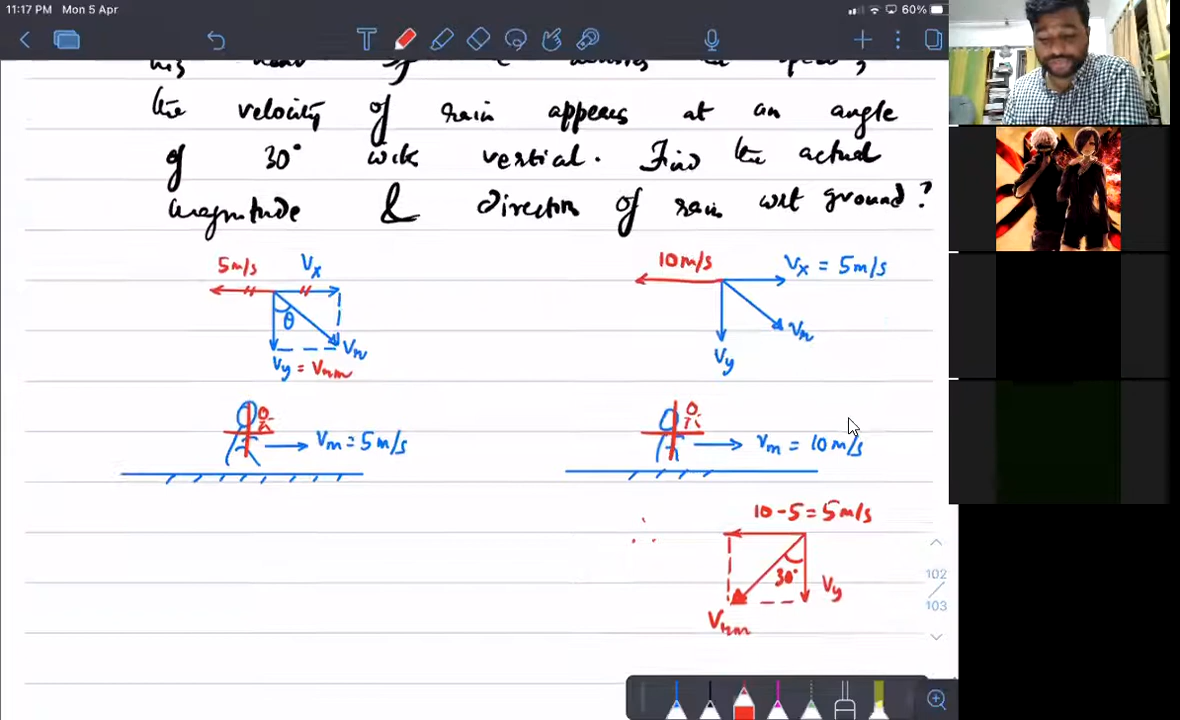 11:17 PM Mon 5 Apr
60%
the velocity of rain appears at an angle
of 30° with vertical. Find the actual
magnitude & direction of rain wrt ground?
5m/s Vx
θ
Vr
Vy = Vrm
Vm = 5m/s
10m/s Vx = 5m/s
Vr
Vy
Vm = 10m/s
∴ 10-5=5m/s
30° Vy
Vrm
102
103